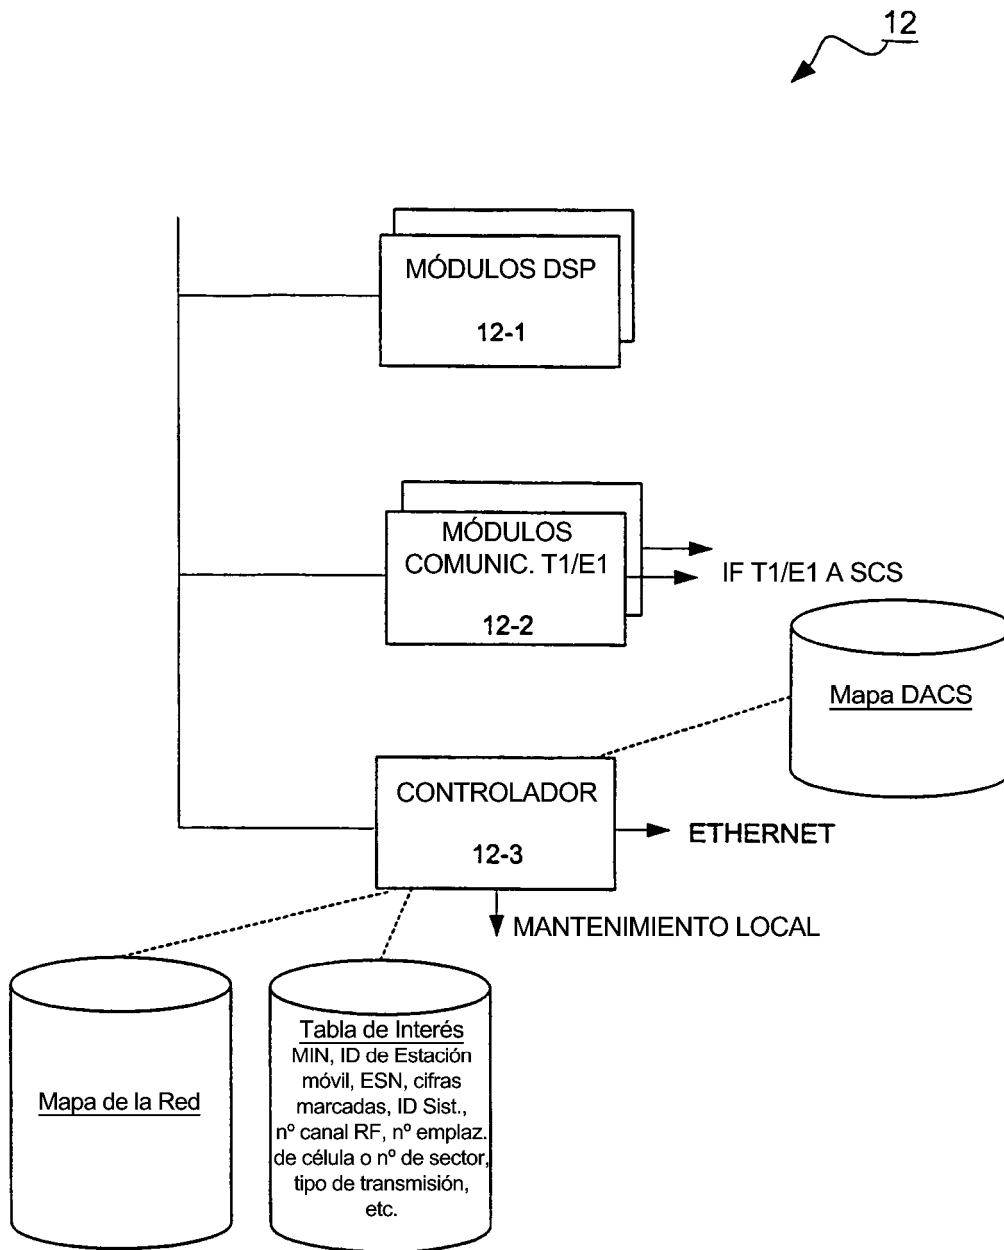 12
MÓDULOS DSP
12-1
MÓDULOS
COMUNIC. T1/E1
12-2
IF T1/E1 A SCS
Mapa DACS
CONTROLADOR
12-3
ETHERNET
MANTENIMIENTO LOCAL
Mapa de la Red
Tabla de Interés
MIN, ID de Estación
móvil, ESN, cifras
marcadas, ID Sist.,
nº canal RF, nº emplaz.
de célula o nº de sector,
tipo de transmisión,
etc.